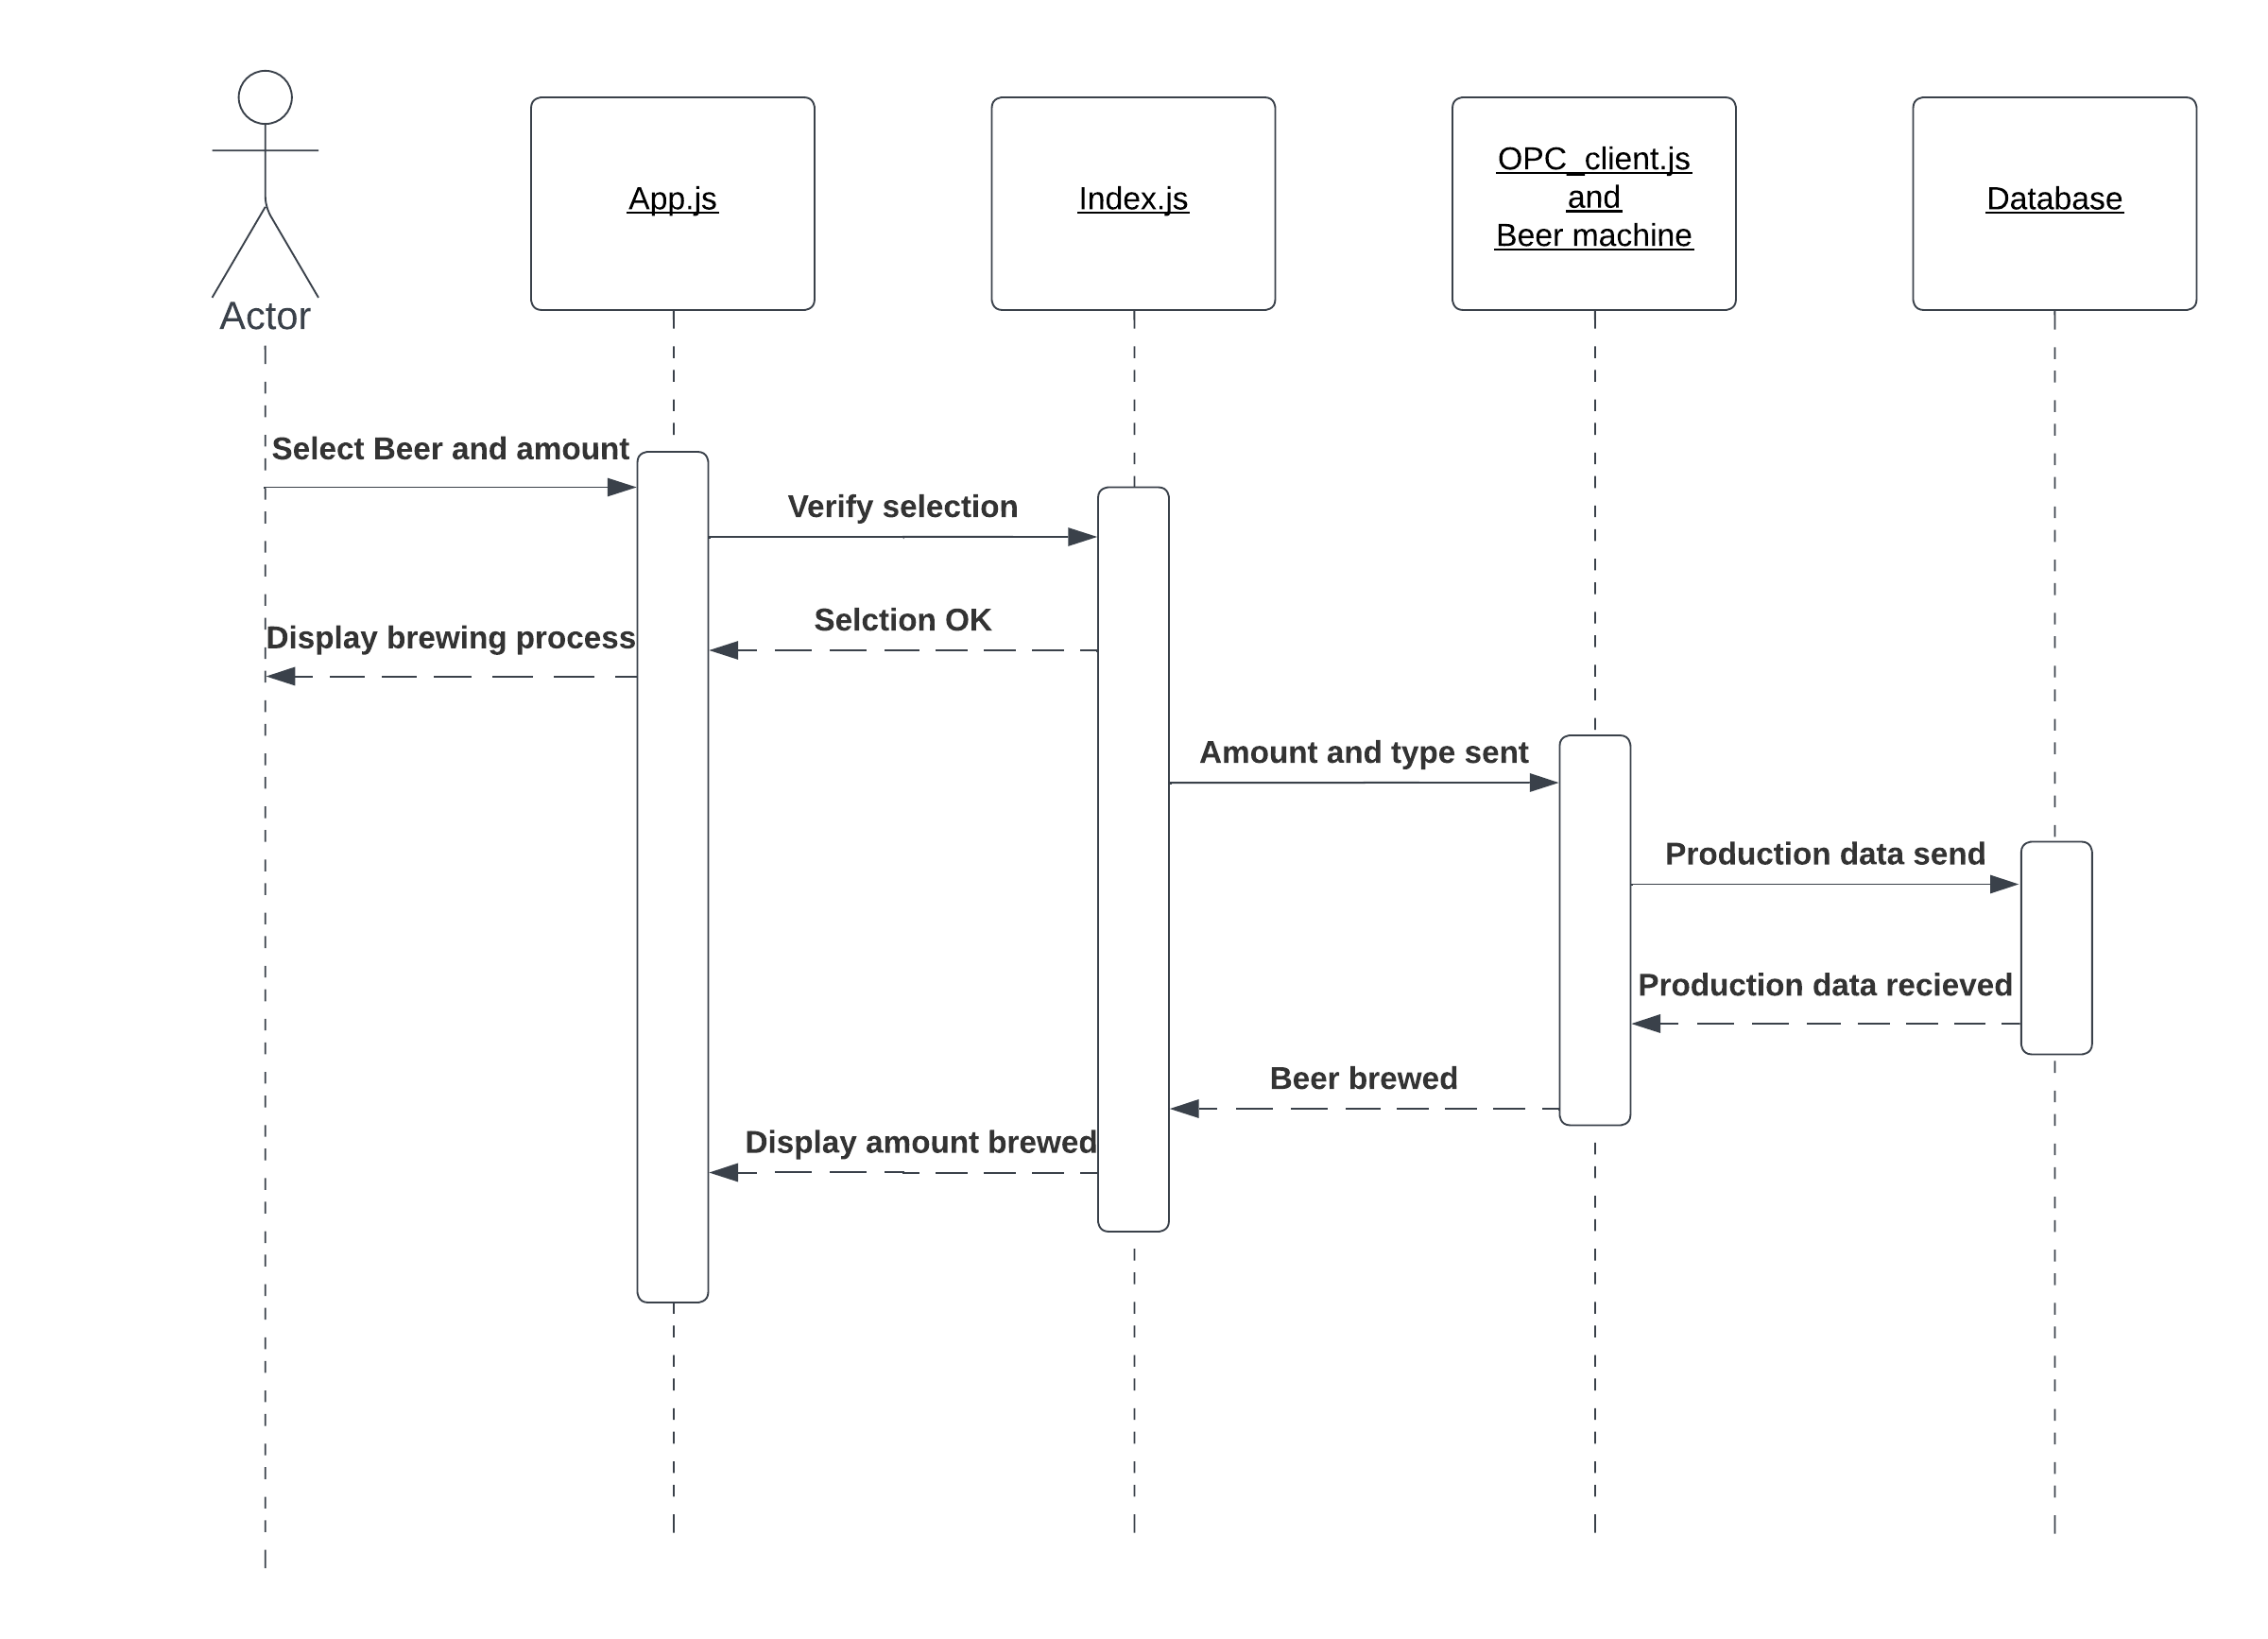 App.js
Index.js
OPC_client.js
and
Beer machine
Database
Actor
Select Beer and amount
Verify selection
Selction OK
Display brewing process
Amount and type sent
Production data send
Production data recieved
Beer brewed
Display amount brewed